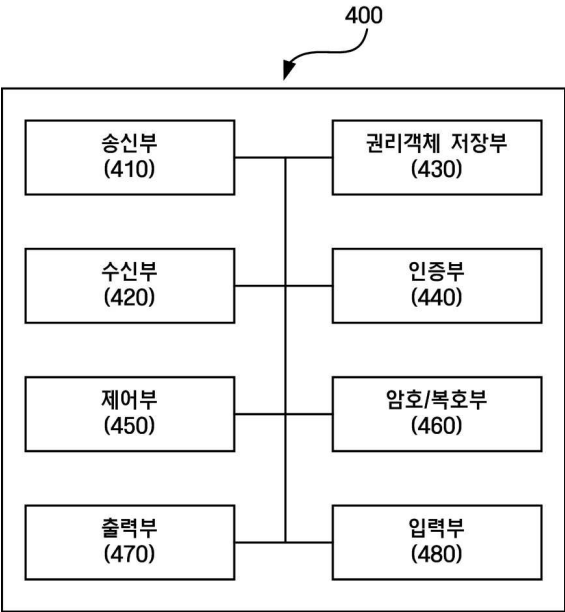 400
송신부
(410)
권리객체 저장부
(430)
수신부
(420)
인증부
(440)
제어부
(450)
암호/복호부
(460)
출력부
(470)
입력부
(480)